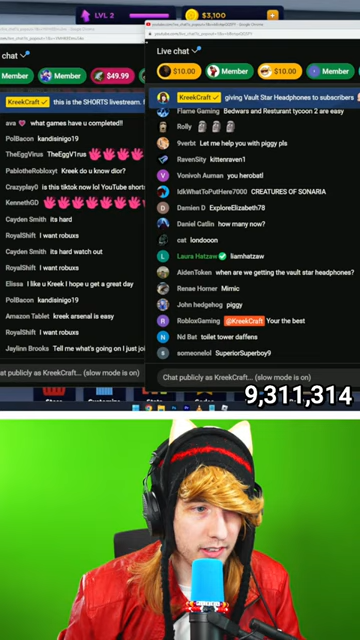 LVL 2
$3,100
chat
Member
$49.99
KreekCraft this is the SHORTS livestream.
ava what games have u completed!!
PolBacon kandisinigo19
TheEggVirus TheEggV1rus
PablotheRobloxyt Kreek do u know dior?
Crazyplay0 is this tiktok now lol YouTube shorts
KennethGD
Cayden Smith its hard
RoyalShift I want robuxs
Cayden Smith its hard watch out
RoyalShift I want robuxs
Elissa I like u Kreek I hope u get a great day
RoyalShift I want robuxs
PolBacon kandisinigo19
Amazon Tablet kreek arsenal is easy
RoyalShift I want robuxs
Jaylinn Brooks Tell me what's going on I just joi
at publicly as KreekCraft... (slow mode is on)
Live chat
$10.00
Member
$10.00
Member
KreekCraft giving Vault Star Headphones to subscribers
Flame Gaming Bedwars and Resturant tycoon 2 are easy
Rolly
9verbt Let me help you with piggy pls
RavenSity kittenraven1
Vonivoh Auman you herobatl
IdkWhatToPutHere7000 CREATURES OF SONARIA
Damien D ExploreElizabeth78
Daniel Catlin how many now?
cat londooon
Laura Hatzaw liamhatzaw
AidenToken when are we getting the vault star headphones?
Renae Horner Mimic
John hedgehog piggy
RobloxGaming @KreekCraft Your the best
Nd Bat toilet tower daffens
someonelol SuperiorSuperboy9
Chat publicly as KreekCraft... (slow mode is on)
9,311,314